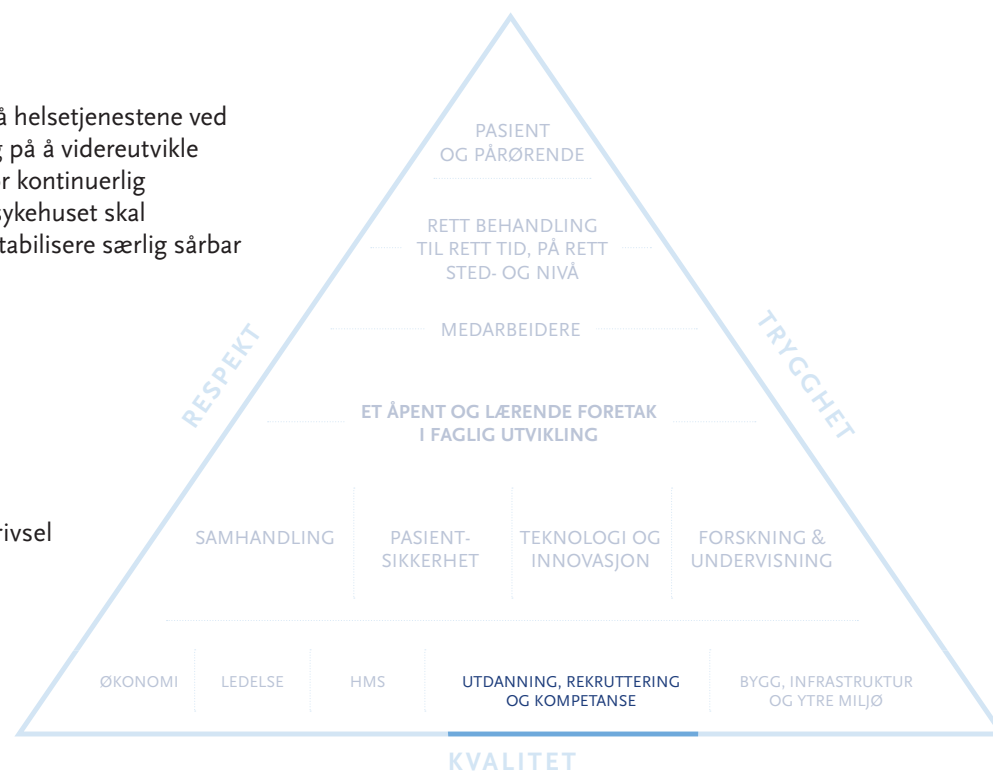 å helsetjenestene ved
g på å videreutvikle
r kontinuerlig
sykehuset skal
tabilisere særlig sårbar
rivsel
PASIENT
OG PÅRØRENDE
RETT BEHANDLING
TIL RETT TID, PÅ RETT
STED- OG NIVÅ
MEDARBEIDERE
RESPEKT
TRYGGHET
ET ÅPENT OG LÆRENDE FORETAK
I FAGLIG UTVIKLING
SAMHANDLING
PASIENT-
SIKKERHET
TEKNOLOGI OG
INNOVASJON
FORSKNING &
UNDERVISNING
ØKONOMI
LEDELSE
HMS
UTDANNING, REKRUTTERING
OG KOMPETANSE
BYGG, INFRASTRUKTUR
OG YTRE MILJØ
KVALITET